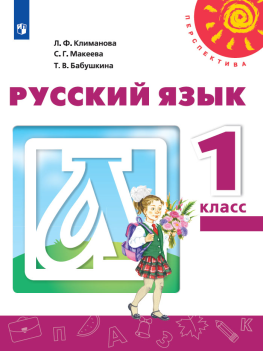 ПЕРСПЕКТИВА
Л. Ф. Климанова
С. Г. Макеева
Т. В. Бабушкина
РУССКИЙ ЯЗЫК
1
класс
Л
П А З К